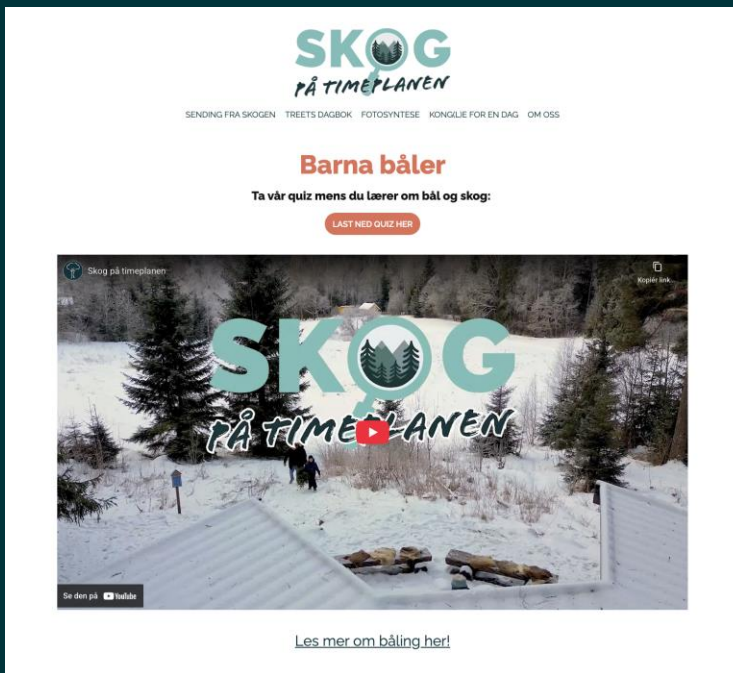 SKOG
PÅ TIMEPLANEN
SENDING FRA SKOGEN TREETS DAGBOK FOTOSYNTESE KONGILJE FOR EN DAG OM OSS
Barna båler
Ta vår quiz mens du lærer om bål og skog:
LAST NED QUIZ HER
Skog på timeplanen
Kopiér link
SKOG
PÅ TIMEPLANEN
Se den på YouTube
Les mer om båling her!